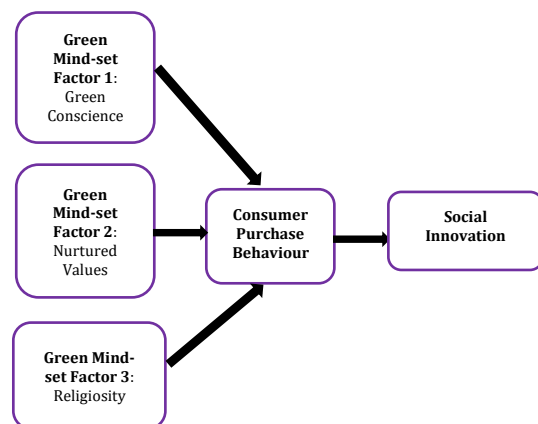 Green
Mind-set
Factor 1:
Green
Conscience
Green
Mind-set
Factor 2:
Nurtured
Values
Green Mind-
set Factor 3:
Religiosity
Consumer
Purchase
Behaviour
Social
Innovation